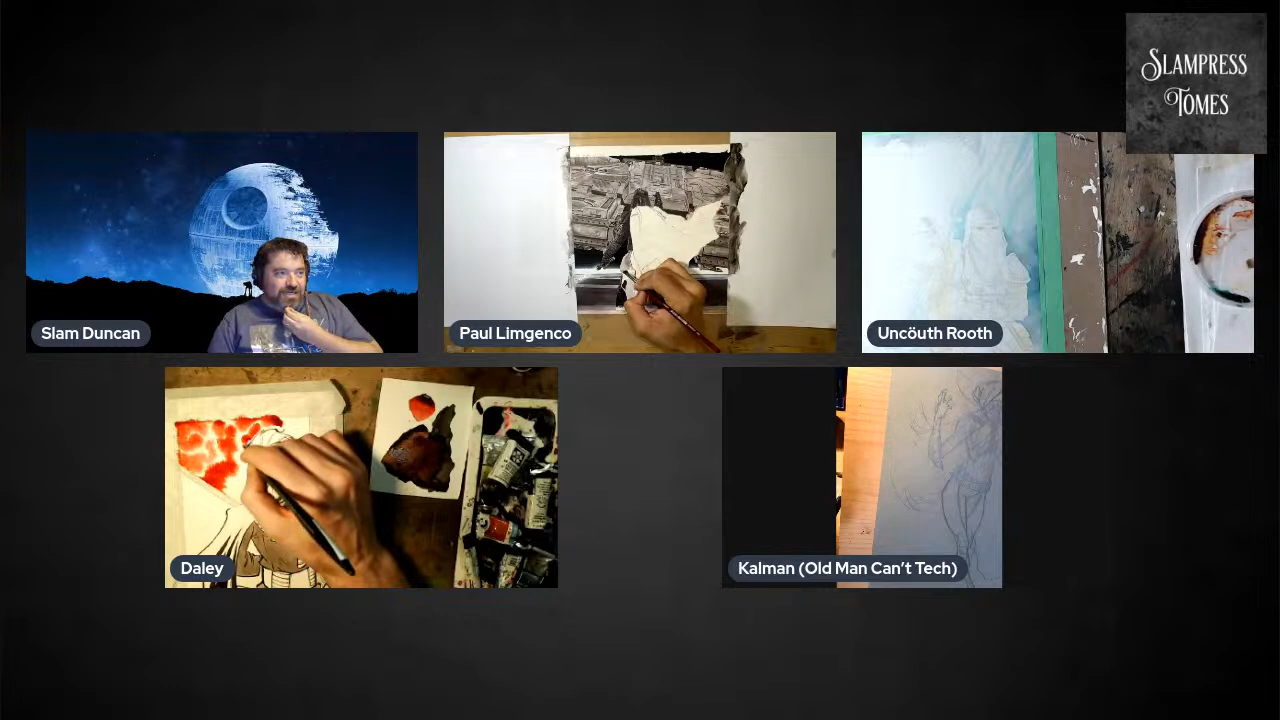 SLAMPRESS
TOMES
Slam Duncan
Paul Limgenco
Uncöuth Rooth
Daley
Kalman (Old Man Can't Tech)